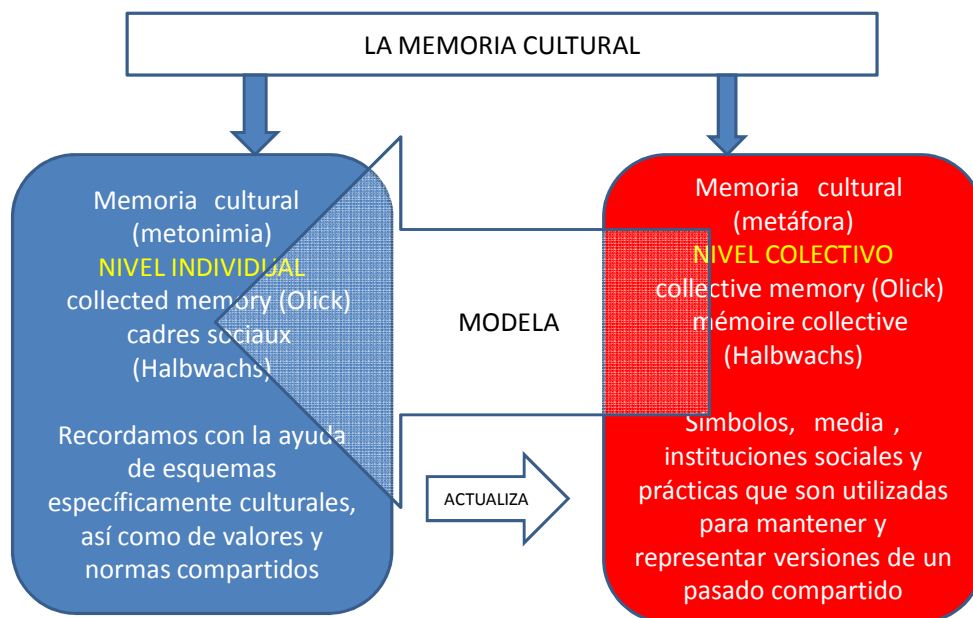 LA MEMORIA CULTURAL
Memoria cultural
(metonimia)
NIVEL INDIVIDUAL
collected memory (Olick)
cadres sociaux
(Halbwachs)
Recordamos con la ayuda
de esquemas
específicamente culturales,
así como de valores y
normas compartidos
MODELA
ACTUALIZA
Memoria cultural
(metáfora)
NIVEL COLECTIVO
collective memory (Olick)
mémoire collective
(Halbwachs)
Símbolos, media ,
instituciones sociales y
prácticas que son utilizadas
para mantener y
representar versiones de un
pasado compartido